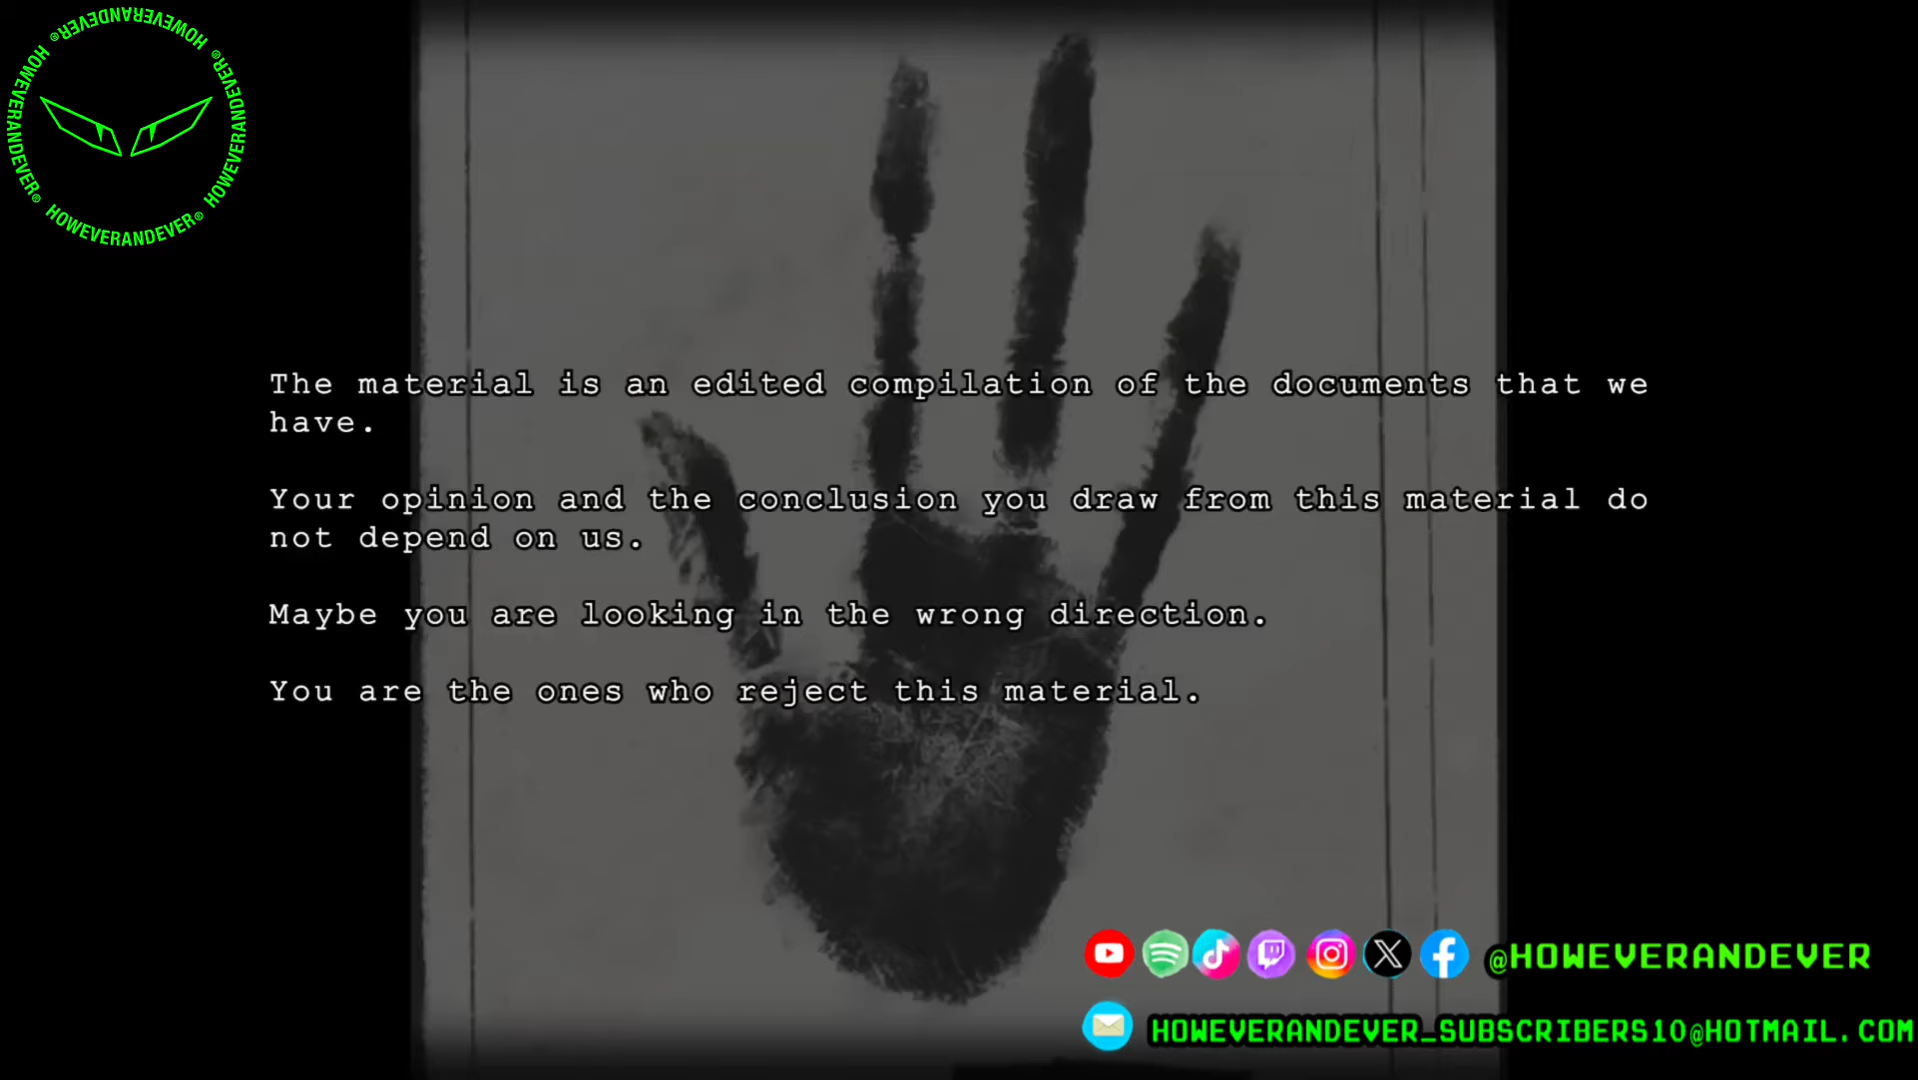 HOWEVERANDEVER® HOWEVERANDEVER® HOWEVERANDEVER® HOWEVERANDEVER®
The material is an edited compilation of the documents that we
have.
Your opinion and the conclusion you draw from this material do
not depend on us.
Maybe you are looking in the wrong direction.
You are the ones who reject this material.
@HOWEVERANDEVER
HOWEVERANDEVER_SUBSCRIBERS10@HOTMAIL.COM